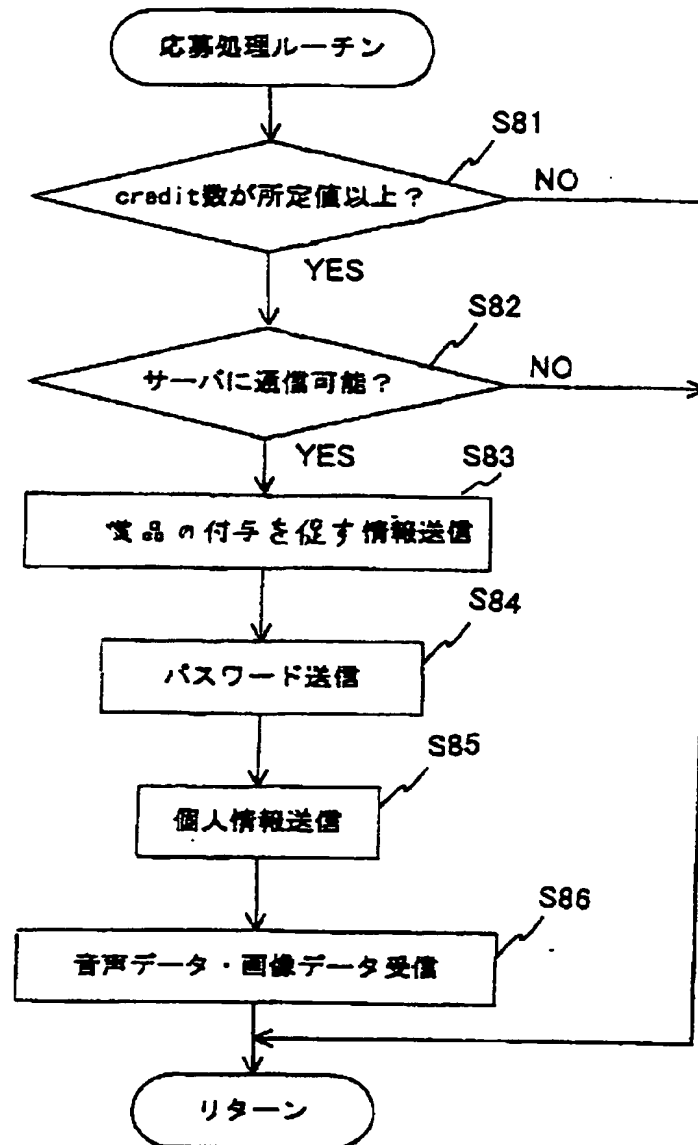 応募処理ルーチン
S81
credit数が所定値以上？
NO
YES
S82
サーバに通信可能？
NO
YES
S83
賞品の付与を促す情報送信
S84
パスワード送信
S85
個人情報送信
S86
音声データ・画像データ受信
リターン